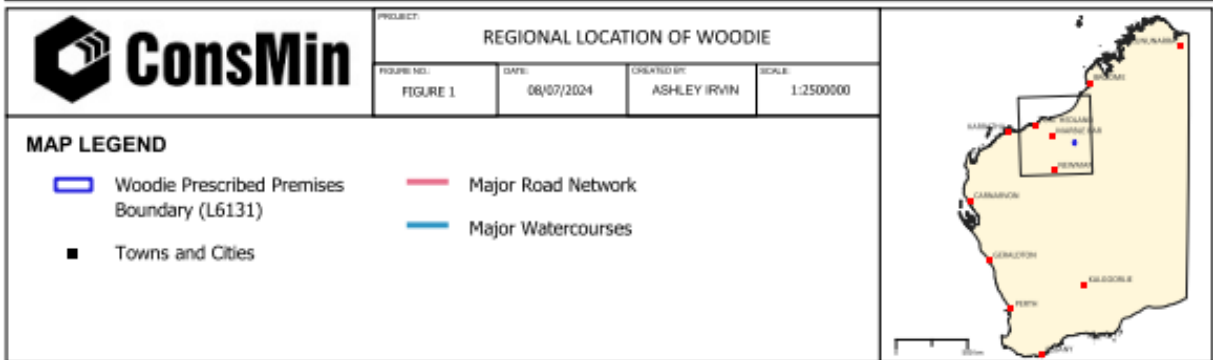 ConsMin
PROJECT:
REGIONAL LOCATION OF WOODIE
FIGURE NO.:
FIGURE 1
DATE:
08/07/2024
CREATED BY:
ASHLEY IRVIN
SCALE:
1:2500000
MAP LEGEND
Woodie Prescribed Premises
Boundary (L6131)
Towns and Cities
Major Road Network
Major Watercourses
BROOME
MARBLE BAR
NEWMAN
CARNARVON
GERALDTON
KALGOORLIE
PERTH